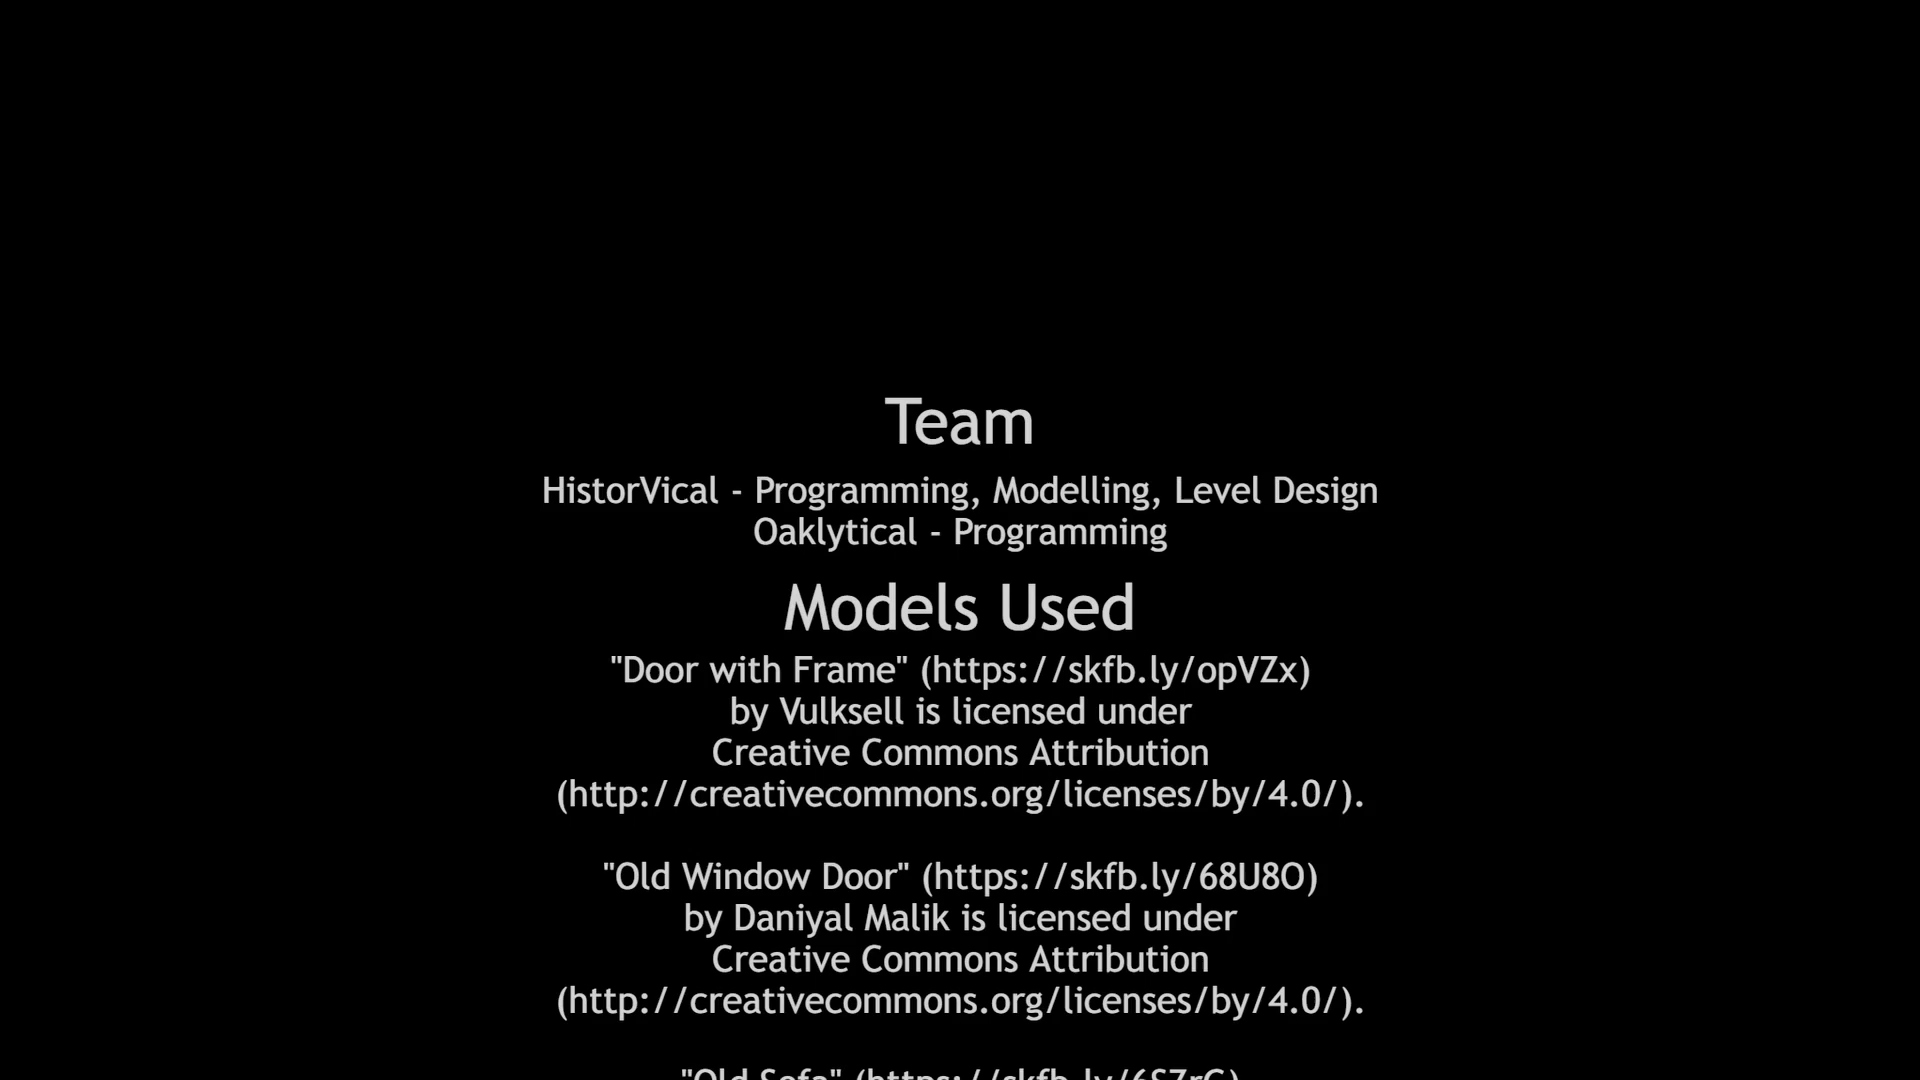 Team
HistorVical - Programming, Modelling, Level Design
Oaklytical - Programming
Models Used
"Door with Frame" (https://skfb.ly/opVZx)
by Vulksell is licensed under
Creative Commons Attribution
(http://creativecommons.org/licenses/by/4.0/).
"Old Window Door" (https://skfb.ly/68U8O)
by Daniyal Malik is licensed under
Creative Commons Attribution
(http://creativecommons.org/licenses/by/4.0/).
"Old Sofa"